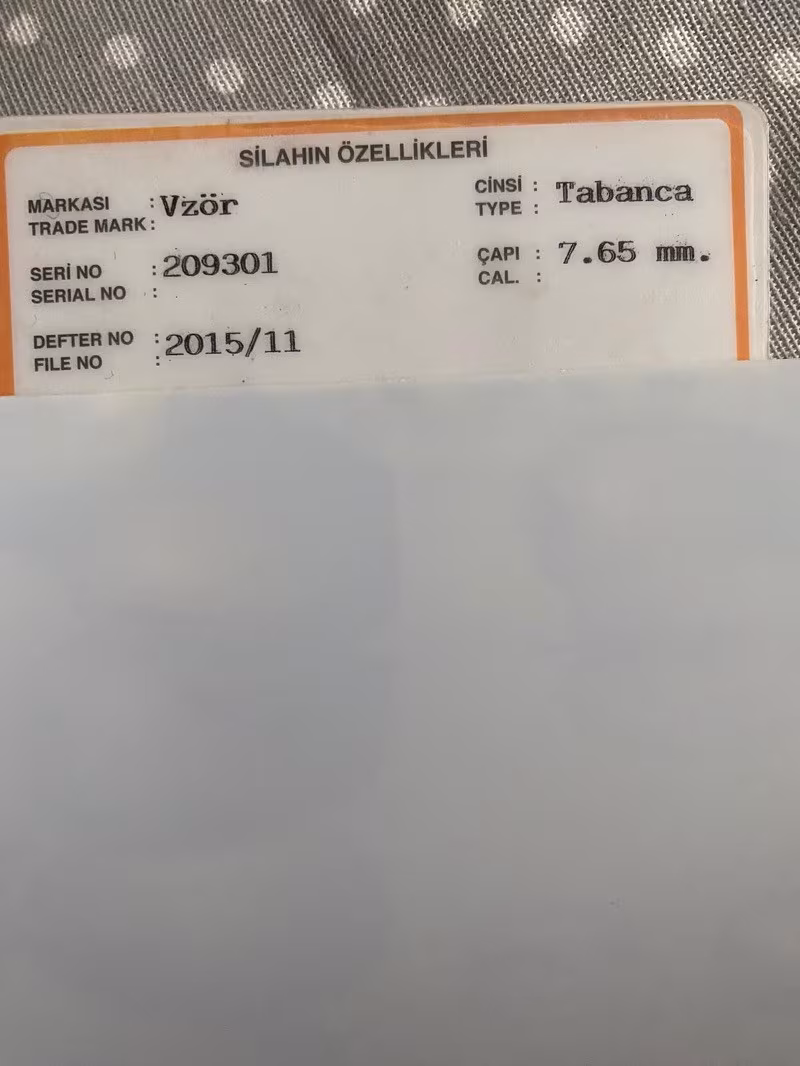 SİLAHIN ÖZELLİKLERİ
MARKASI : Vzör
TRADE MARK :
CİNSİ : Tabanca
TYPE :
SERİ NO : 209301
SERIAL NO :
ÇAPI : 7.65 mm.
CAL. :
DEFTER NO : 2015/11
FILE NO :